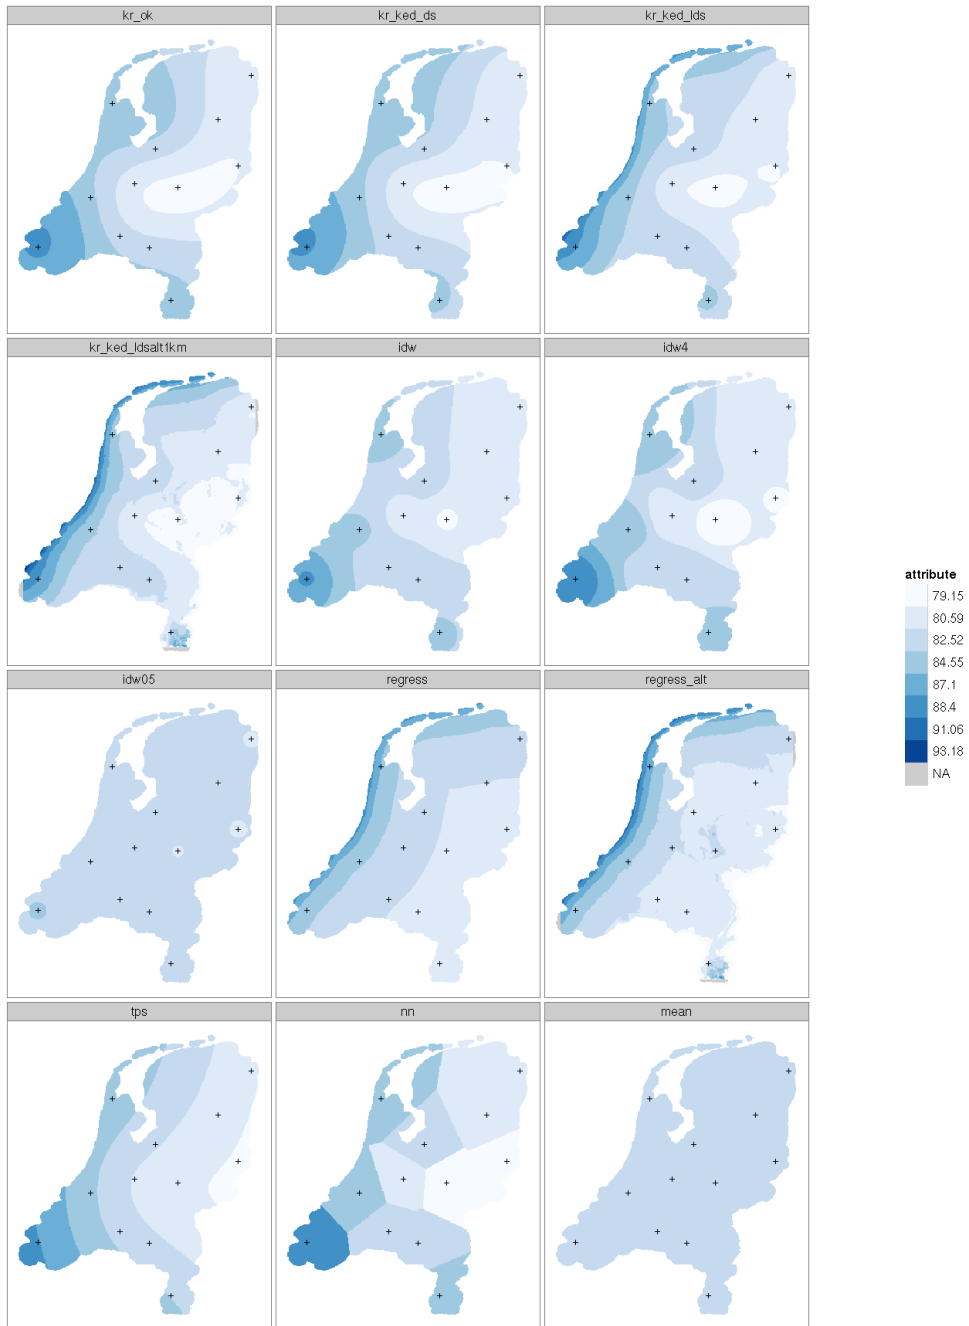 kr_ok
kr_ked_ds
kr_ked_lds
kr_ked_ldsalt1km
idw
idw4
idw05
regress
regress_alt
tps
nn
mean
attribute
79.15
80.59
82.52
84.55
87.1
88.4
91.06
93.18
NA